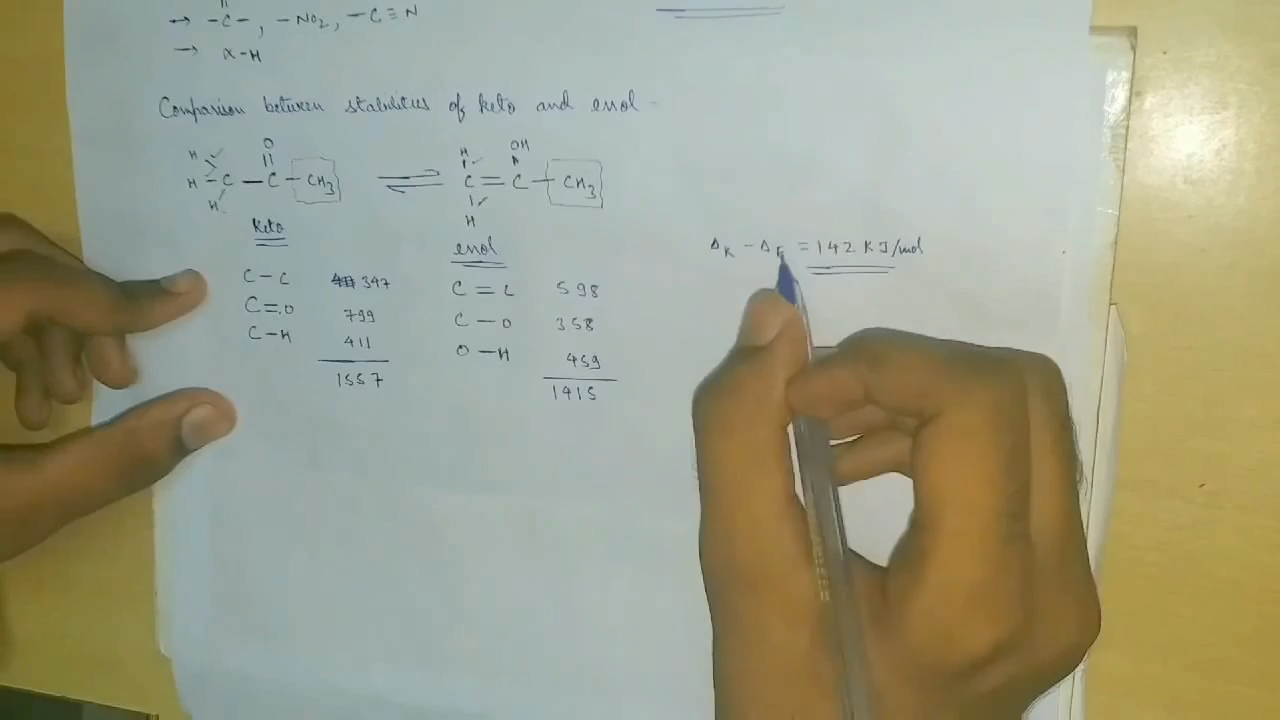 ↔ -C-, -NO2, -C≡N
→ α-H
Comparison between stabilities of keto and enol -
H O H OH
H -C — C - CH3 ⇌ C = C - CH3
H H
Keto enol
C-C 347 C=C 598
C=O 799 C-O 358
C-H 411 O-H 459
1557 1415
ΔK - ΔE = 142 KJ/mol